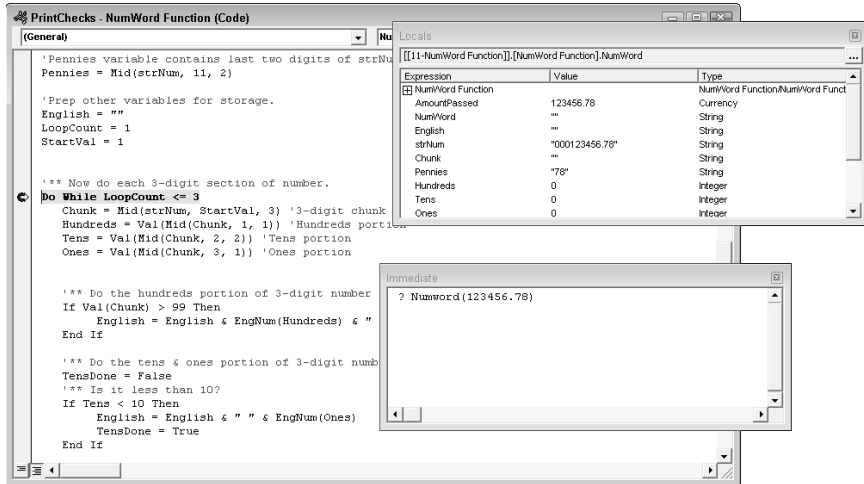 PrintChecks - NumWord Function (Code)
(General)
Nu
'Pennies variable contains last two digits of strNu
Pennies = Mid(strNum, 11, 2)
'Prep other variables for storage.
English = ""
LoopCount = 1
StartVal = 1
'** Now do each 3-digit section of number.
Do While LoopCount <= 3
Chunk = Mid(strNum, StartVal, 3) '3-digit chunk
Hundreds = Val(Mid(Chunk, 1, 1)) 'Hundreds portion
Tens = Val(Mid(Chunk, 2, 2)) 'Tens portion
Ones = Val(Mid(Chunk, 3, 1)) 'Ones portion
'** Do the hundreds portion of 3-digit number
If Val(Chunk) > 99 Then
English = English & EngNum(Hundreds) & "
End If
'** Do the tens & ones portion of 3-digit numb
TensDone = False
'** Is it less than 10?
If Tens < 10 Then
English = English & " " & EngNum(Ones)
TensDone = True
End If
Locals
[[11-NumWord Function]].[NumWord Function].NumWord
...
Expression Value Type
NumWord Function NumWord Function/NumWord Funct
AmountPassed 123456.78 Currency
NumWord "" String
English "" String
strNum "000123456.78" String
Chunk "" String
Pennies "78" String
Hundreds 0 Integer
Tens 0 Integer
Ones 0 Integer
Immediate
? Numword(123456.78)